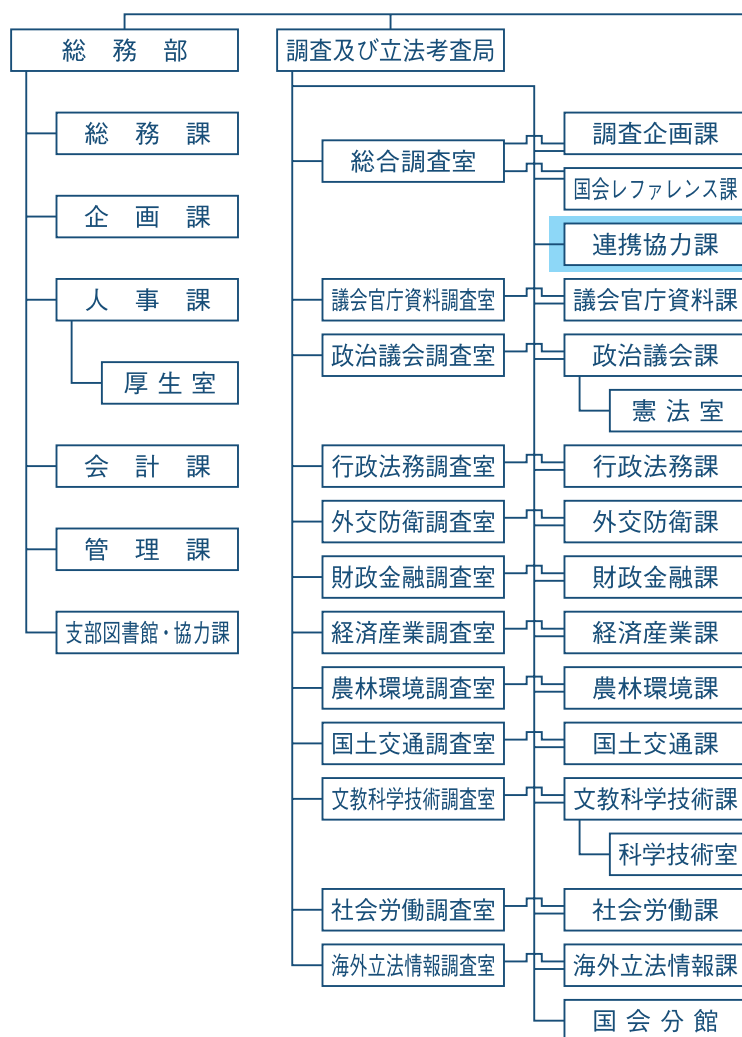 総務部
総務課
企画課
人事課
厚生室
会計課
管理課
支部図書館・協力課
調査及び立法考査局
総合調査室
調査企画課
国会レファレンス課
連携協力課
議会官庁資料調査室
議会官庁資料課
政治議会調査室
政治議会課
憲法室
行政法務調査室
行政法務課
外交防衛調査室
外交防衛課
財政金融調査室
財政金融課
経済産業調査室
経済産業課
農林環境調査室
農林環境課
国土交通調査室
国土交通課
文教科学技術調査室
文教科学技術課
科学技術室
社会労働調査室
社会労働課
海外立法情報調査室
海外立法情報課
国会分館